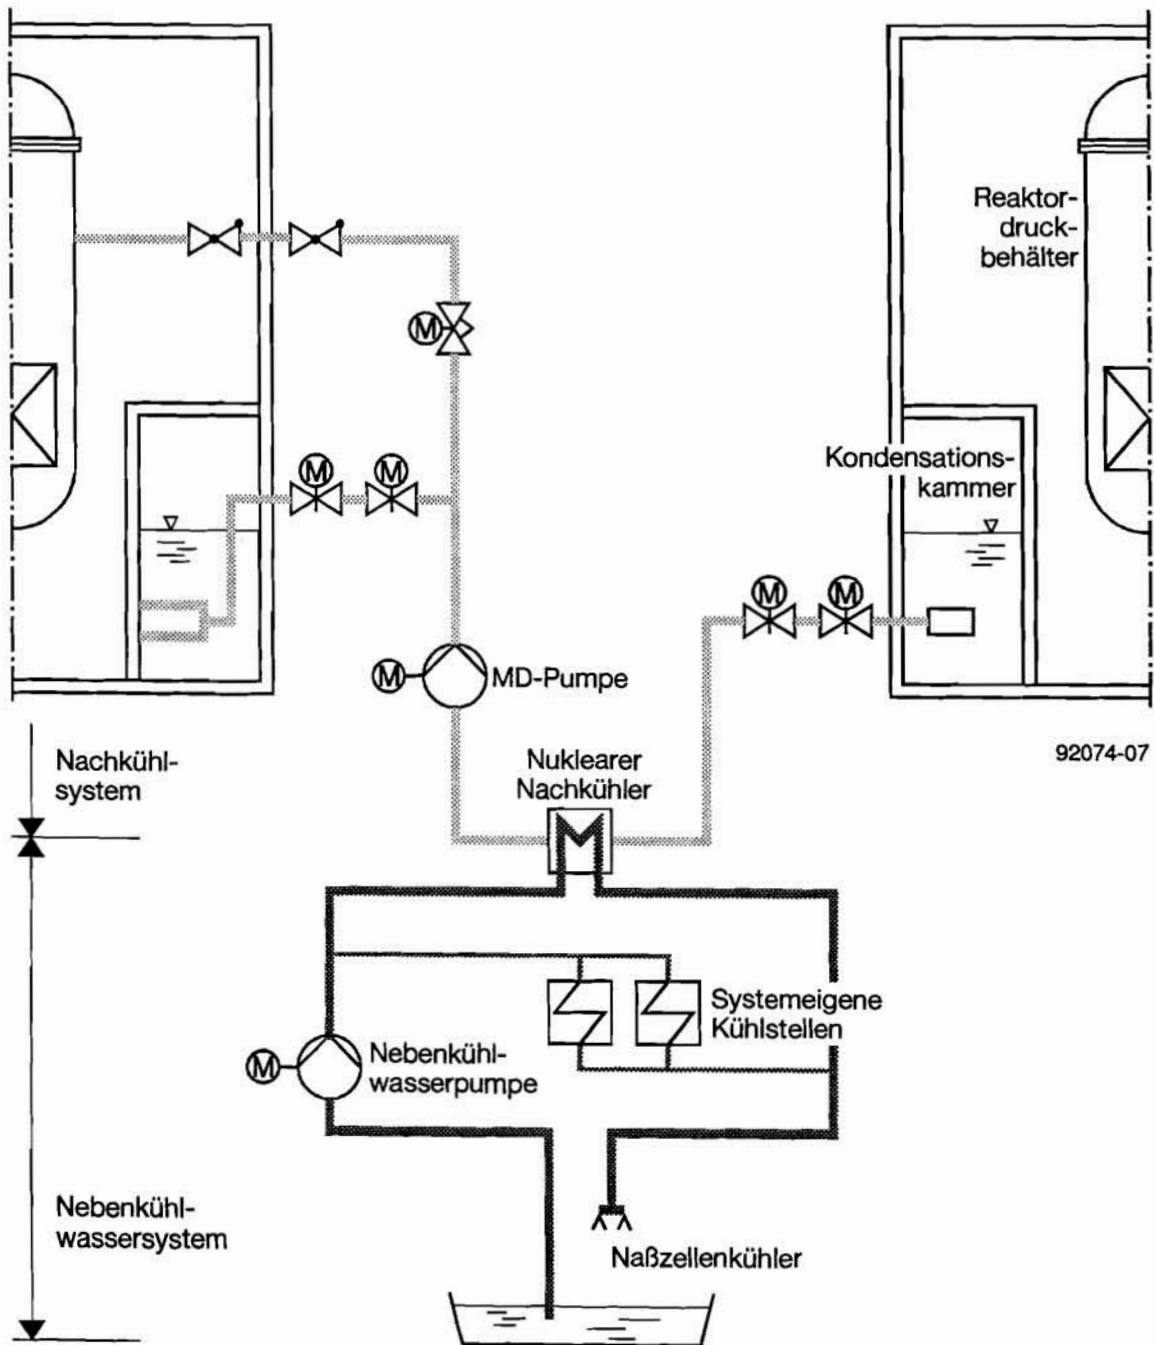 Reaktor-
druck-
behälter
M
Kondensations-
kammer
M
M
M
M
M
MD-Pumpe
Nachkühl-
system
Nuklearer
Nachkühler
92074-07
Systemeigene
Kühlstellen
M
Nebenkühl-
wasserpumpe
Nebenkühl-
wassersystem
Naßzellenkühler